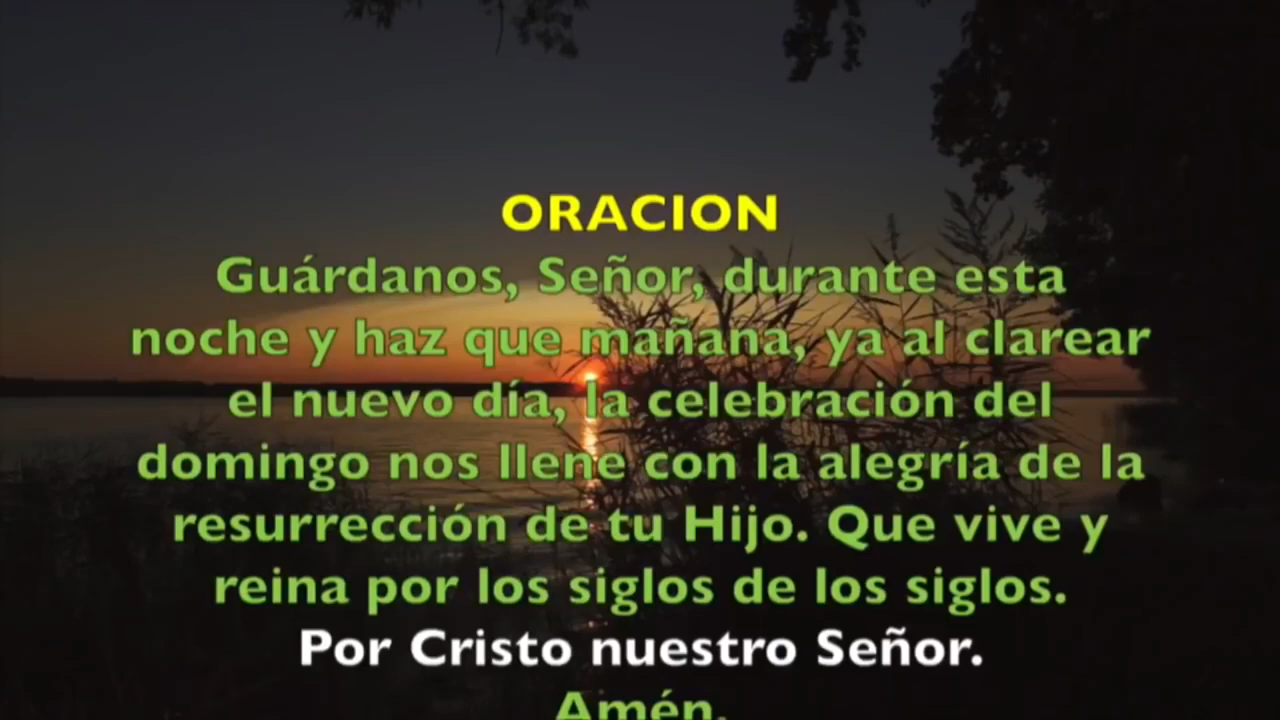 ORACION
Guárdanos, Señor, durante esta
noche y haz que mañana, ya al clarear
el nuevo día, la celebración del
domingo nos llene con la alegría de la
resurrección de tu Hijo. Que vive y
reina por los siglos de los siglos.
Por Cristo nuestro Señor.
Amén.